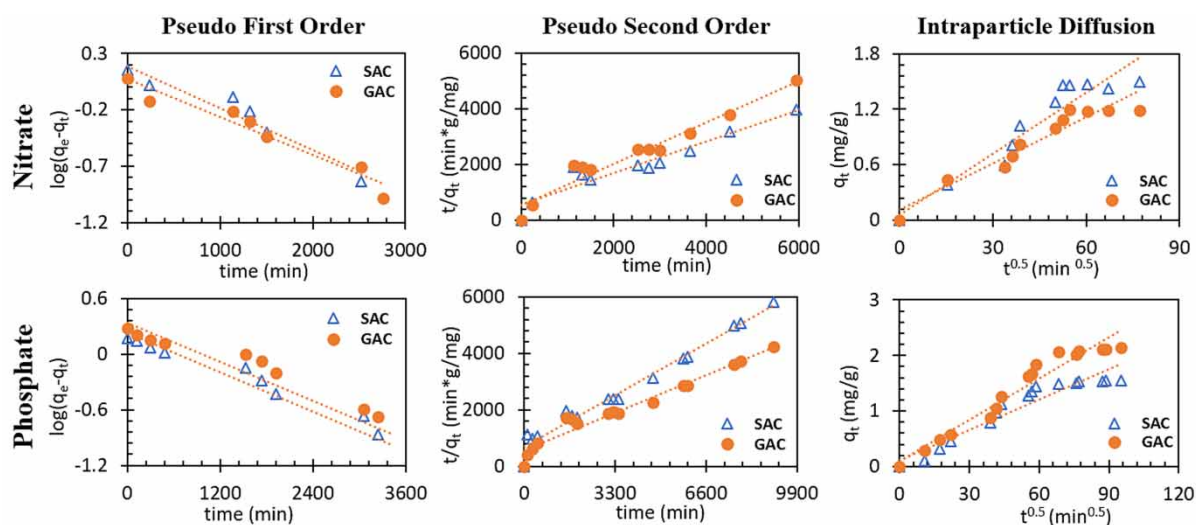 Pseudo First Order
Pseudo Second Order
Intraparticle Diffusion
Nitrate
0.3
-0.2
-0.7
-1.2
log(qe-qt)
0 1000 2000 3000
time (min)
SAC
GAC
6000
4000
2000
0
t/qt (min*g/mg)
0 2000 4000 6000
time (min)
SAC
GAC
1.8
1.2
0.6
0
qt (mg/g)
0 30 60 90
t0.5 (min 0.5)
SAC
GAC
Phosphate
0.6
0
-0.6
-1.2
log(qe-qt)
0 1200 2400 3600
time (min)
SAC
GAC
6000
4000
2000
0
t/qt (min*g/mg)
0 3300 6600 9900
time (min)
SAC
GAC
3
2
1
0
qt (mg/g)
0 30 60 90 120
t0.5 (min0.5)
SAC
GAC